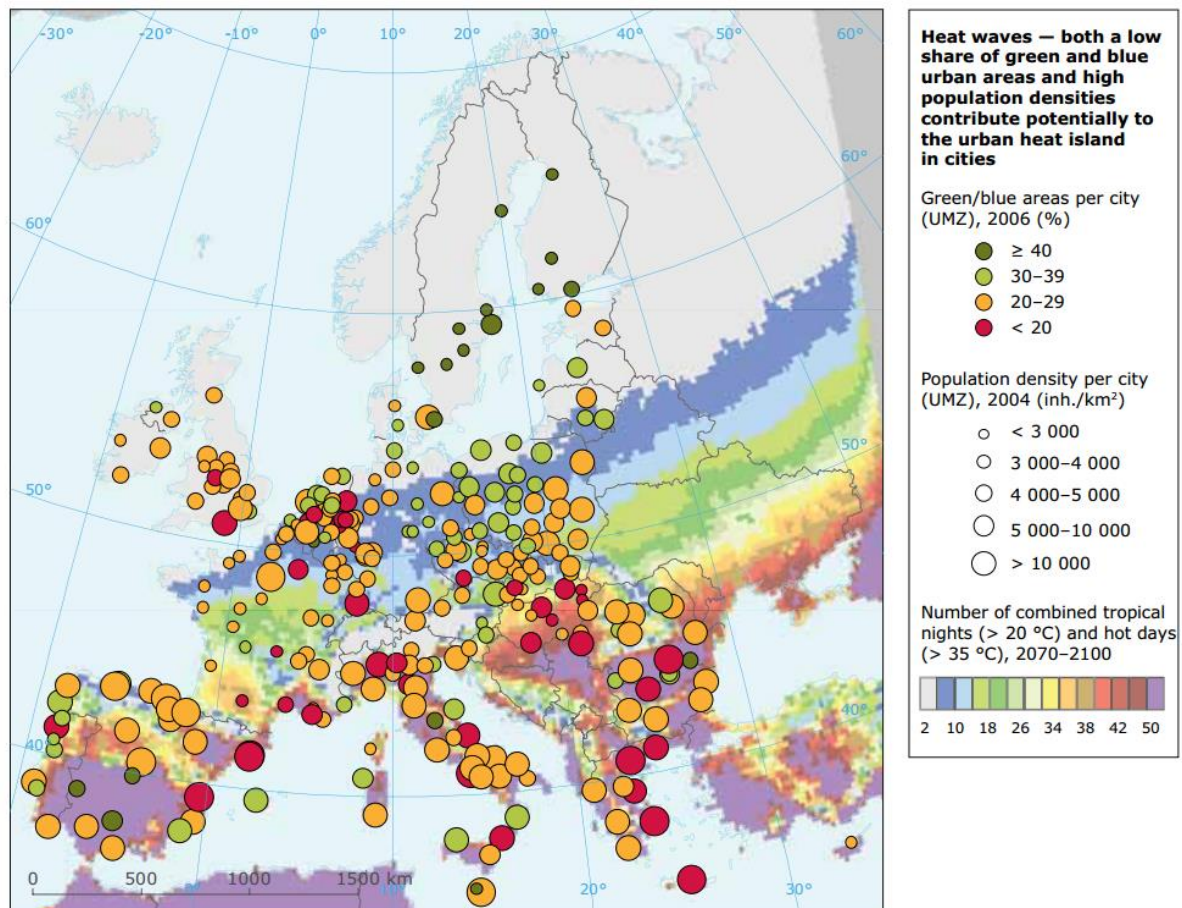 -30° -20° -10° 0° 10° 20° 30° 40° 50° 60°
60°
60°
50°
50°
40°
40°
0 500 1000 1500 km
0° 20° 30°
Heat waves — both a low
share of green and blue
urban areas and high
population densities
contribute potentially to
the urban heat island
in cities
Green/blue areas per city
(UMZ), 2006 (%)
≥ 40
30–39
20–29
< 20
Population density per city
(UMZ), 2004 (inh./km²)
< 3 000
3 000–4 000
4 000–5 000
5 000–10 000
> 10 000
Number of combined tropical
nights (> 20 °C) and hot days
(> 35 °C), 2070–2100
2 10 18 26 34 38 42 50